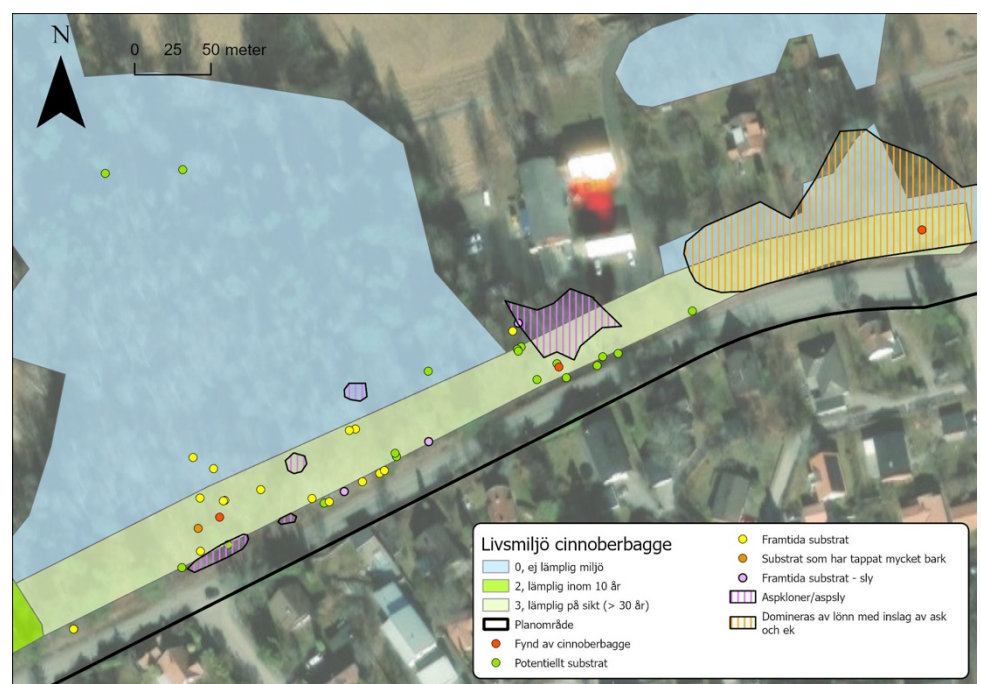 N
0 25 50 meter
Livsmiljö cinnoberbagge
0, ej lämplig miljö
2, lämplig inom 10 år
3, lämplig på sikt (> 30 år)
Planområde
Fynd av cinnoberbagge
Potentiellt substrat
Framtida substrat
Substrat som har tappat mycket bark
Framtida substrat - sly
Aspkloner/aspsly
Domineras av lönn med inslag av ask
och ek